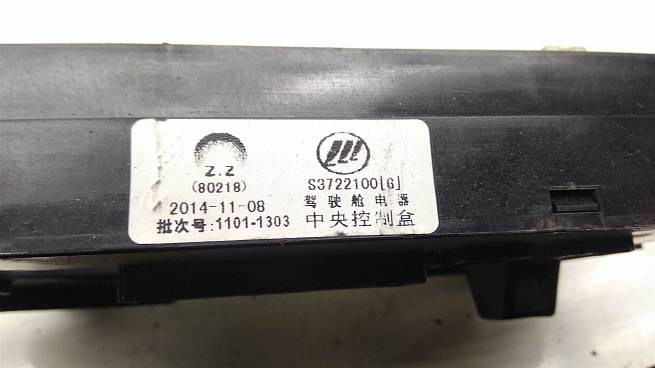 Z.Z
(80218)
2014-11-08
批次号:1101-1303
S3722100[G]
驾驶舱电器
中央控制盒